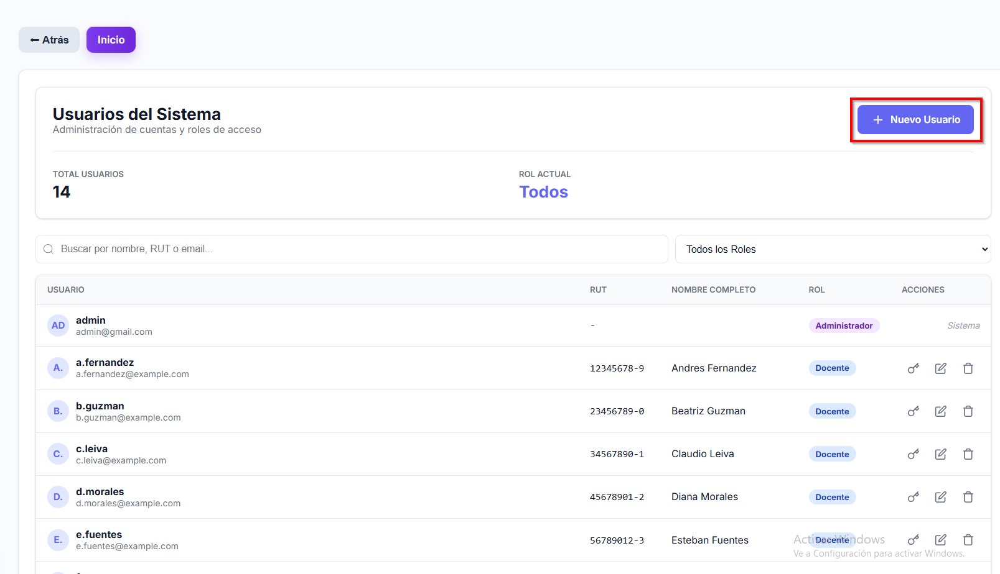 ← Atrás
Inicio
Usuarios del Sistema
Administración de cuentas y roles de acceso
+ Nuevo Usuario
TOTAL USUARIOS
14
ROL ACTUAL
Todos
Buscar por nombre, RUT o email...
Todos los Roles
USUARIO RUT NOMBRE COMPLETO ROL ACCIONES
AD admin - Administrador Sistema
admin@gmail.com
A. a.fernandez 12345678-9 Andres Fernandez Docente
a.fernandez@example.com
B. b.guzman 23456789-0 Beatriz Guzman Docente
b.guzman@example.com
C. c.leiva 34567890-1 Claudio Leiva Docente
c.leiva@example.com
D. d.morales 45678901-2 Diana Morales Docente
d.morales@example.com
E. e.fuentes 56789012-3 Esteban Fuentes Docente
e.fuentes@example.com
Activar Windows
Ve a Configuración para activar Windows.